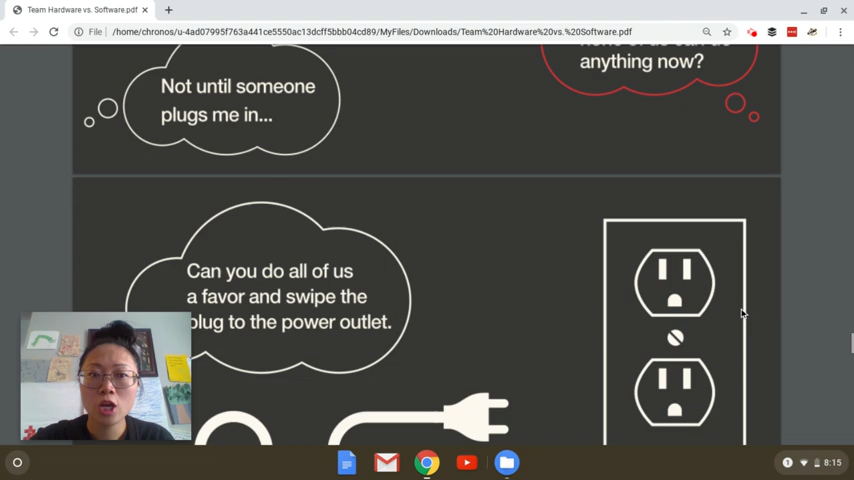 Team Hardware vs. Software.pdf
File
/home/chronos/u-4ad07995f763a441ce5550ac13dcff5bbb04cd89/MyFiles/Downloads/Team%20Hardware%20vs.%20Software.pdf
Not until someone
plugs me in...
anything now?
Can you do all of us
a favor and swipe the
plug to the power outlet.
1
8:15